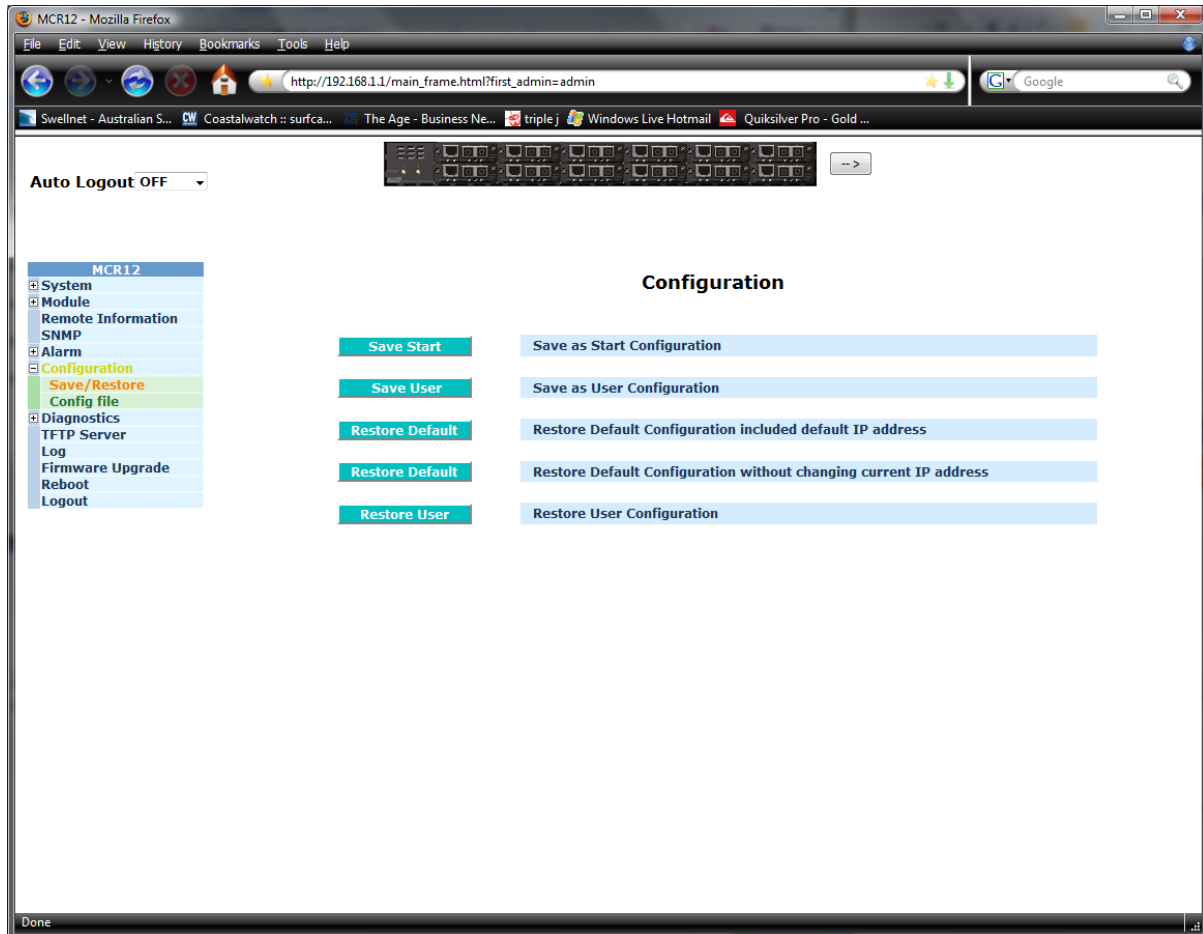 MCR12 - Mozilla Firefox
File Edit View History Bookmarks Tools Help
http://192.168.1.1/main_frame.html?first_admin=admin
Google
Swellnet - Australian S... CW Coastalwatch :: surfca... THE AGE The Age - Business Ne... triple j Windows Live Hotmail Quiksilver Pro - Gold ...
-->
Auto Logout OFF
MCR12
System
Module
Remote Information
SNMP
Alarm
Configuration
Save/Restore
Config file
Diagnostics
TFTP Server
Log
Firmware Upgrade
Reboot
Logout
Configuration
Save Start Save as Start Configuration
Save User Save as User Configuration
Restore Default Restore Default Configuration included default IP address
Restore Default Restore Default Configuration without changing current IP address
Restore User Restore User Configuration
Done